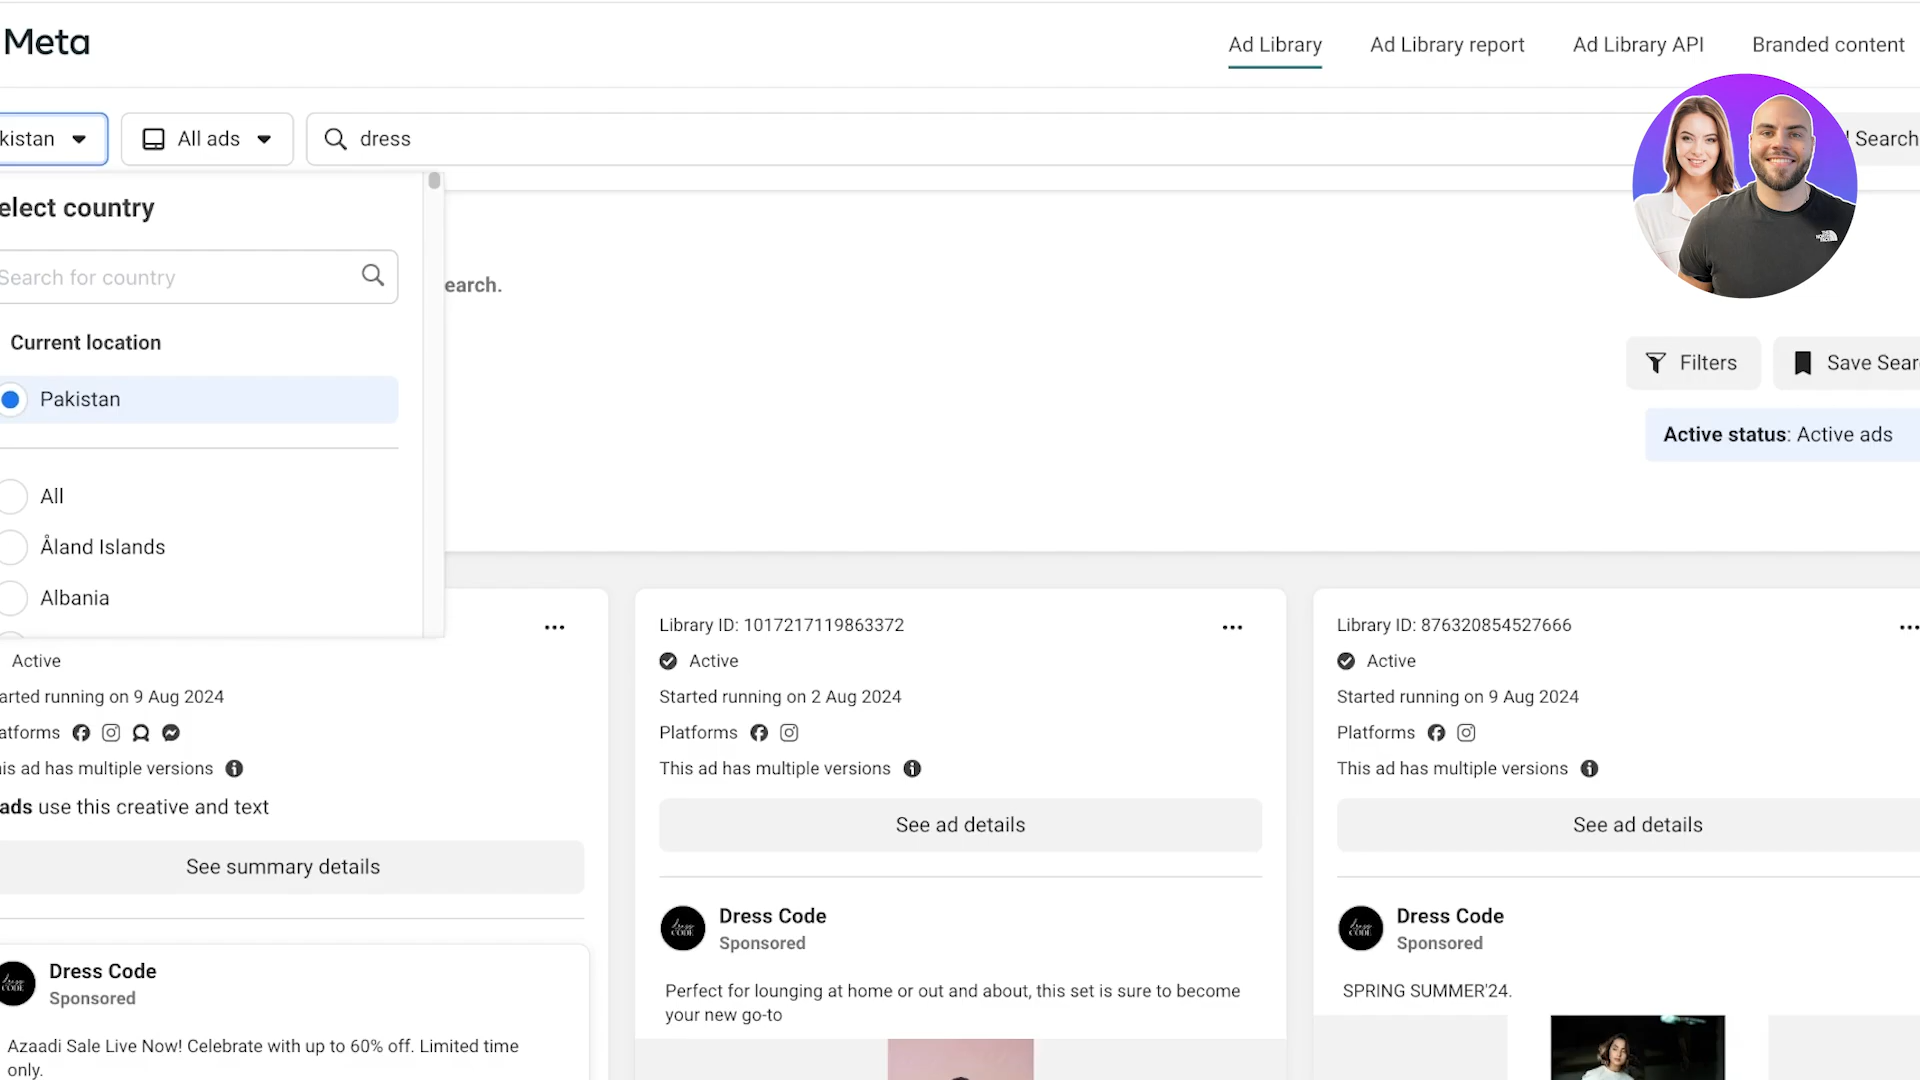 Meta
Ad Library
Ad Library report
Ad Library API
Branded content
kistan
All ads
dress
Search
elect country
Search for country
earch.
Current location
Filters
Save Sear
Pakistan
Active status: Active ads
All
Åland Islands
Albania
Active
arted running on 9 Aug 2024
atforms
is ad has multiple versions
ads use this creative and text
See summary details
Dress Code
Sponsored
Azaadi Sale Live Now! Celebrate with up to 60% off. Limited time
only.
Library ID: 1017217119863372
Active
Started running on 2 Aug 2024
Platforms
This ad has multiple versions
See ad details
Dress Code
Sponsored
Perfect for lounging at home or out and about, this set is sure to become
your new go-to
Library ID: 876320854527666
Active
Started running on 9 Aug 2024
Platforms
This ad has multiple versions
See ad details
Dress Code
Sponsored
SPRING SUMMER'24.